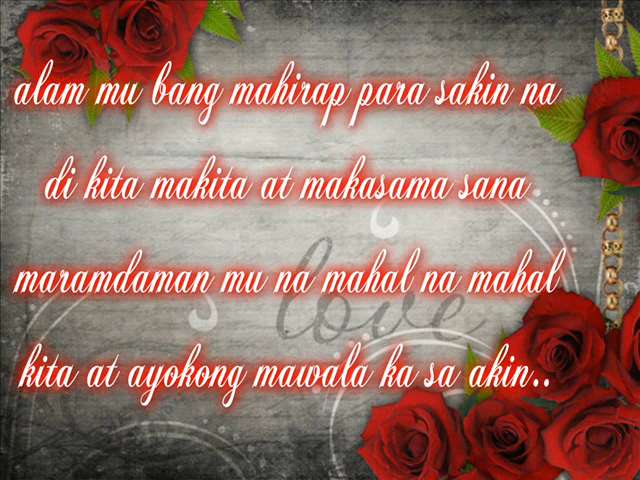 alam mu bang mahirap para sakin na
di kita makita at makasama sana
maramdaman mu na mahal na mahal
love
kita at ayokong mawala ka sa akin..